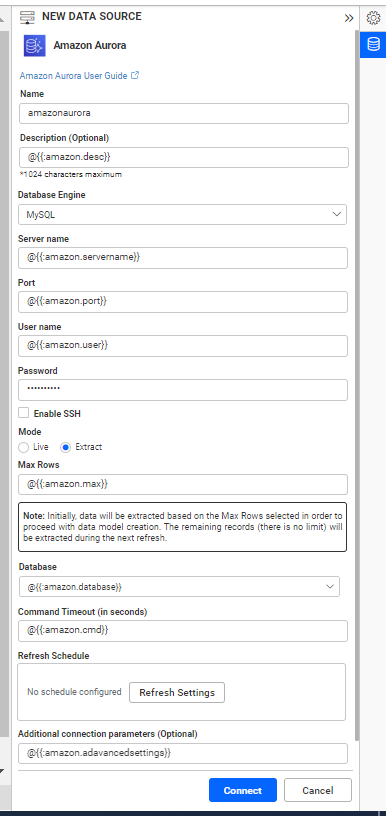 NEW DATA SOURCE
Amazon Aurora
Amazon Aurora User Guide
Name
amazonaurora
Description (Optional)
@{{:amazon.desc}}
*1024 characters maximum
Database Engine
MySQL
Server name
@{{:amazon.servername}}
Port
@{{:amazon.port}}
User name
@{{:amazon.user}}
Password
••••••••••
Enable SSH
Mode
Live Extract
Max Rows
@{{:amazon.max}}
Note: Initially, data will be extracted based on the Max Rows selected in order to
proceed with data model creation. The remaining records (there is no limit) will
be extracted during the next refresh.
Database
@{{:amazon.database}}
Command Timeout (in seconds)
@{{:amazon.cmd}}
Refresh Schedule
No schedule configured Refresh Settings
Additional connection parameters (Optional)
@{{:amazon.adavancedsettings}}
Connect Cancel